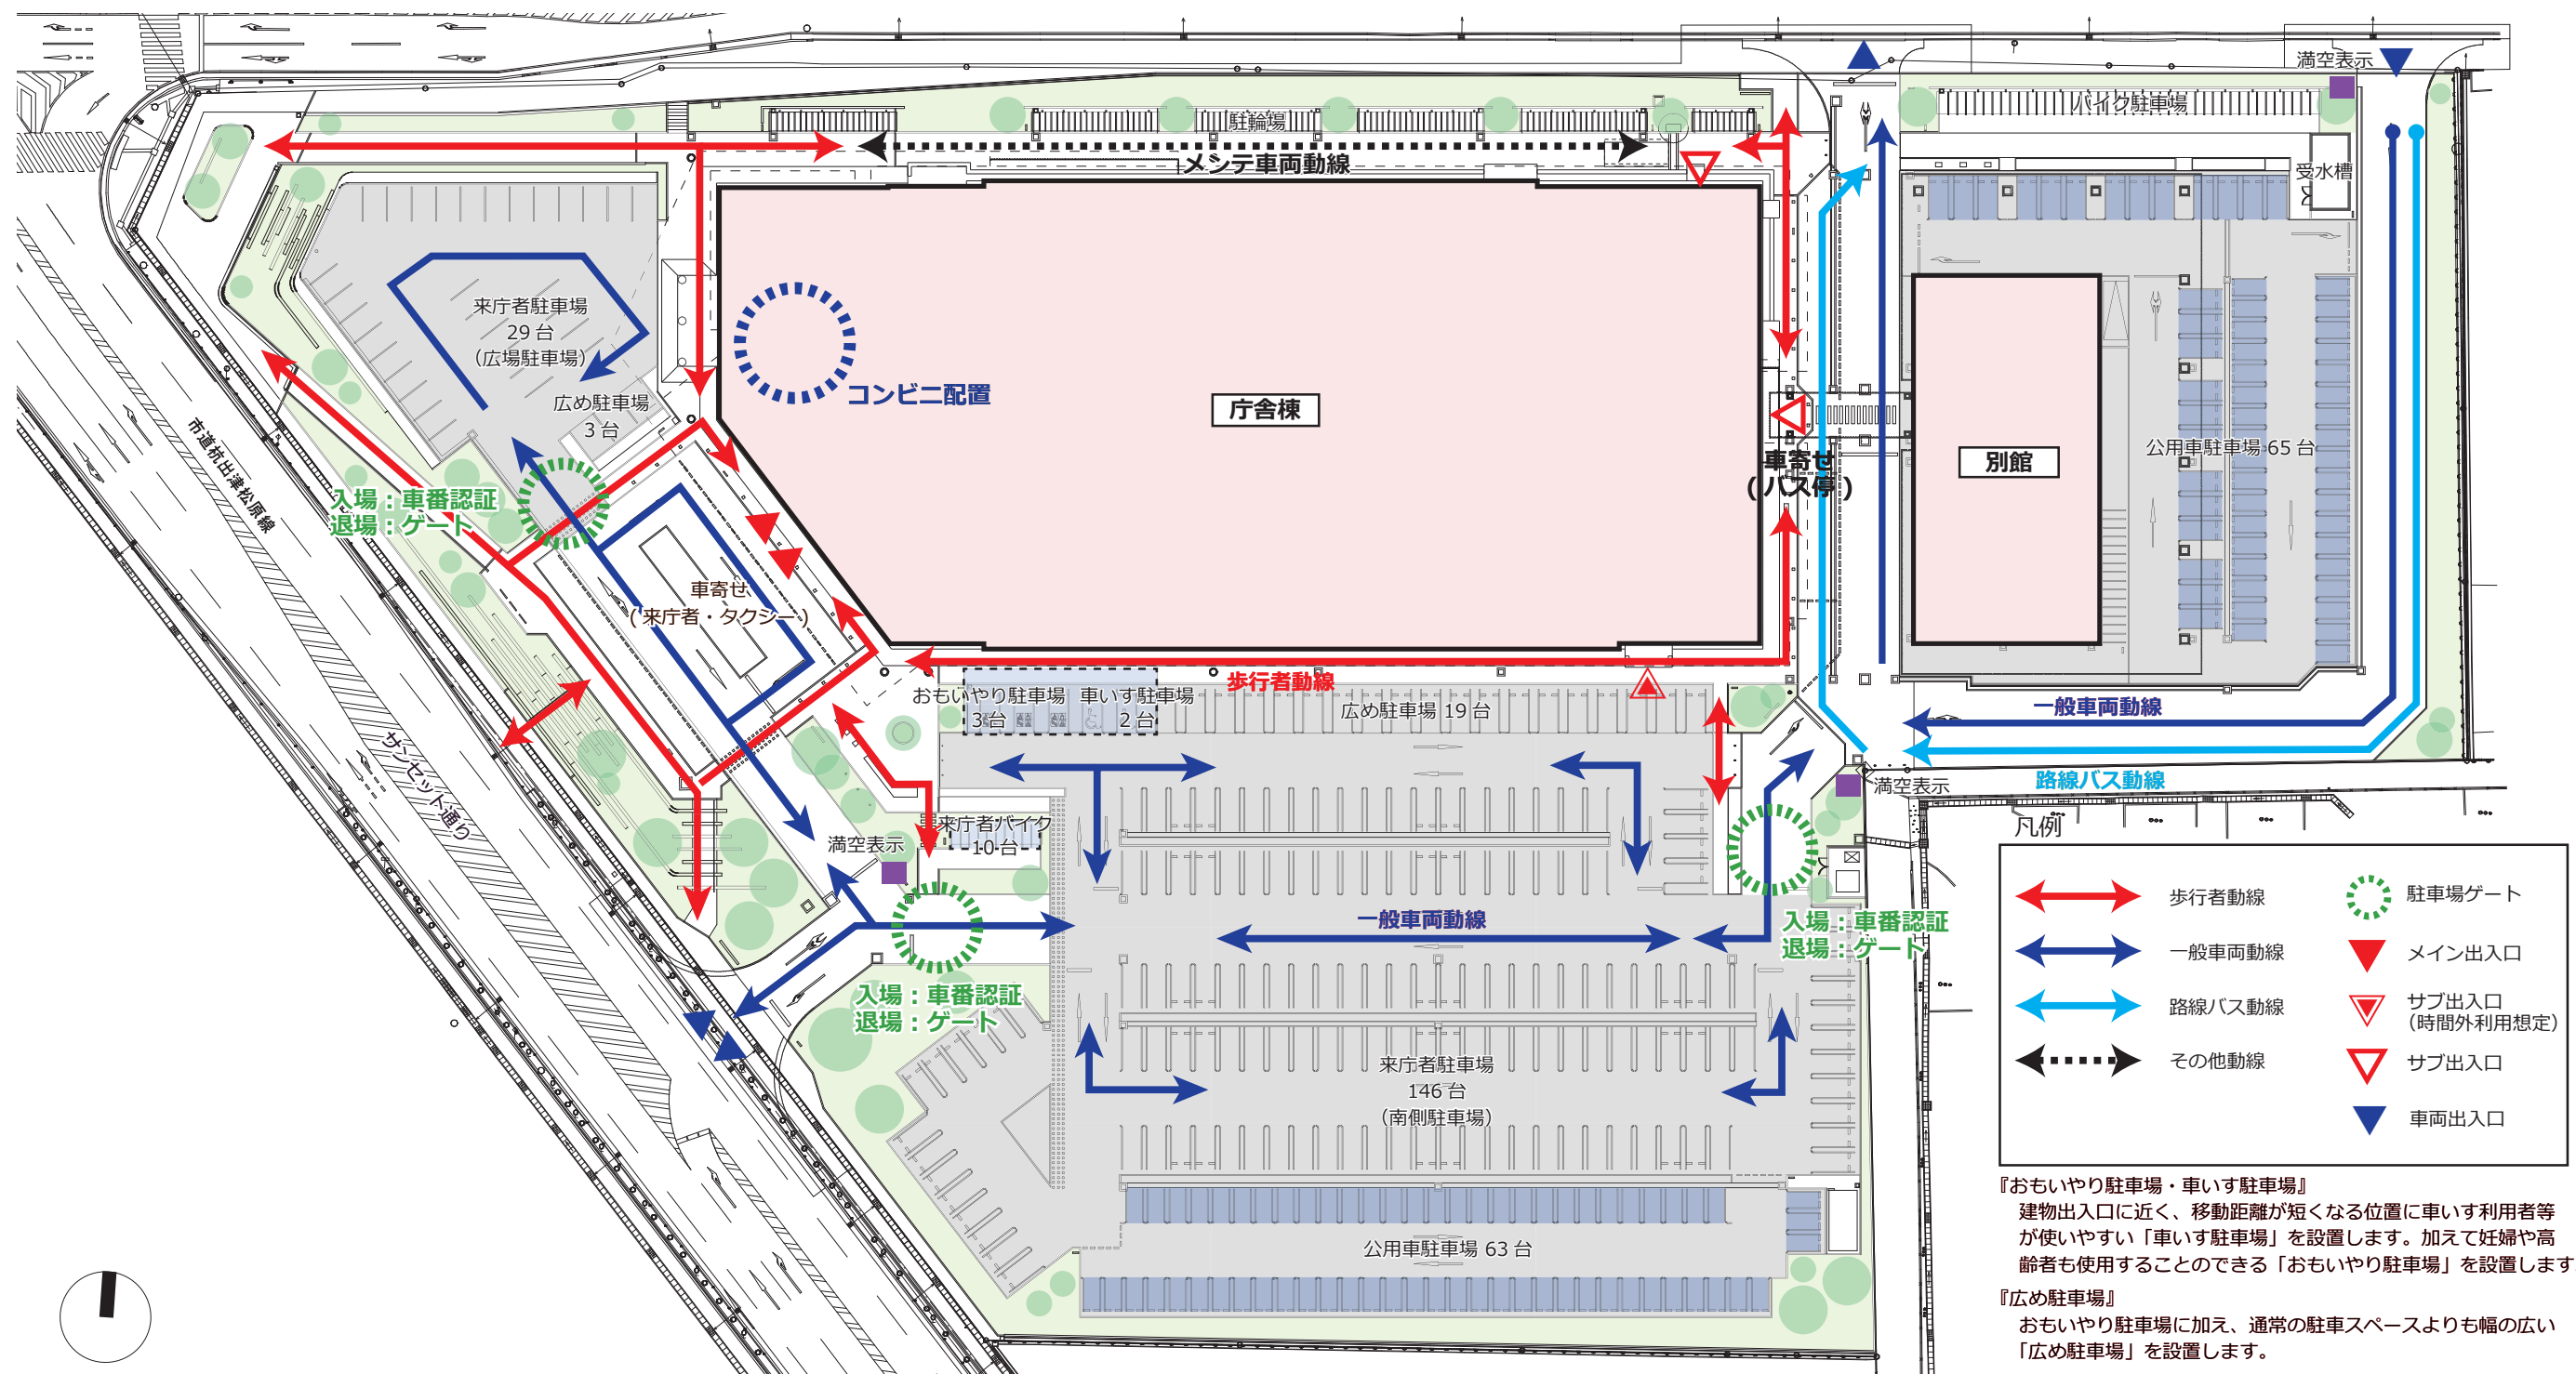 満空表示
バイク駐車場
駐輪場
メンテ車両動線
受水槽
来庁者駐車場
29 台
（広場駐車場）
コンビニ配置
広め駐車場
3 台
庁舎棟
別館
公用車駐車場 65 台
車寄せ
( バス停 )
市道杭出津松原線
入場：車番認証
退場：ゲート
車寄せ
( 来庁者・タクシー )
歩行者動線
おもいやり駐車場
3 台
車いす駐車場
2 台
広め駐車場 19 台
一般車両動線
路線バス動線
満空表示
サンセット通り
満空表示
来庁者バイク
10 台
一般車両動線
入場：車番認証
退場：ゲート
入場：車番認証
退場：ゲート
来庁者駐車場
146 台
（南側駐車場）
公用車駐車場 63 台
凡例
歩行者動線
一般車両動線
路線バス動線
その他動線
駐車場ゲート
メイン出入口
サブ出入口
（時間外利用想定）
サブ出入口
車両出入口
『おもいやり駐車場・車いす駐車場』
建物出入口に近く、移動距離が短くなる位置に車いす利用者等
が使いやすい「車いす駐車場」を設置します。加えて妊婦や高
齢者も使用することのできる「おもいやり駐車場」を設置します
『広め駐車場』
おもいやり駐車場に加え、通常の駐車スペースよりも幅の広い
「広め駐車場」を設置します。